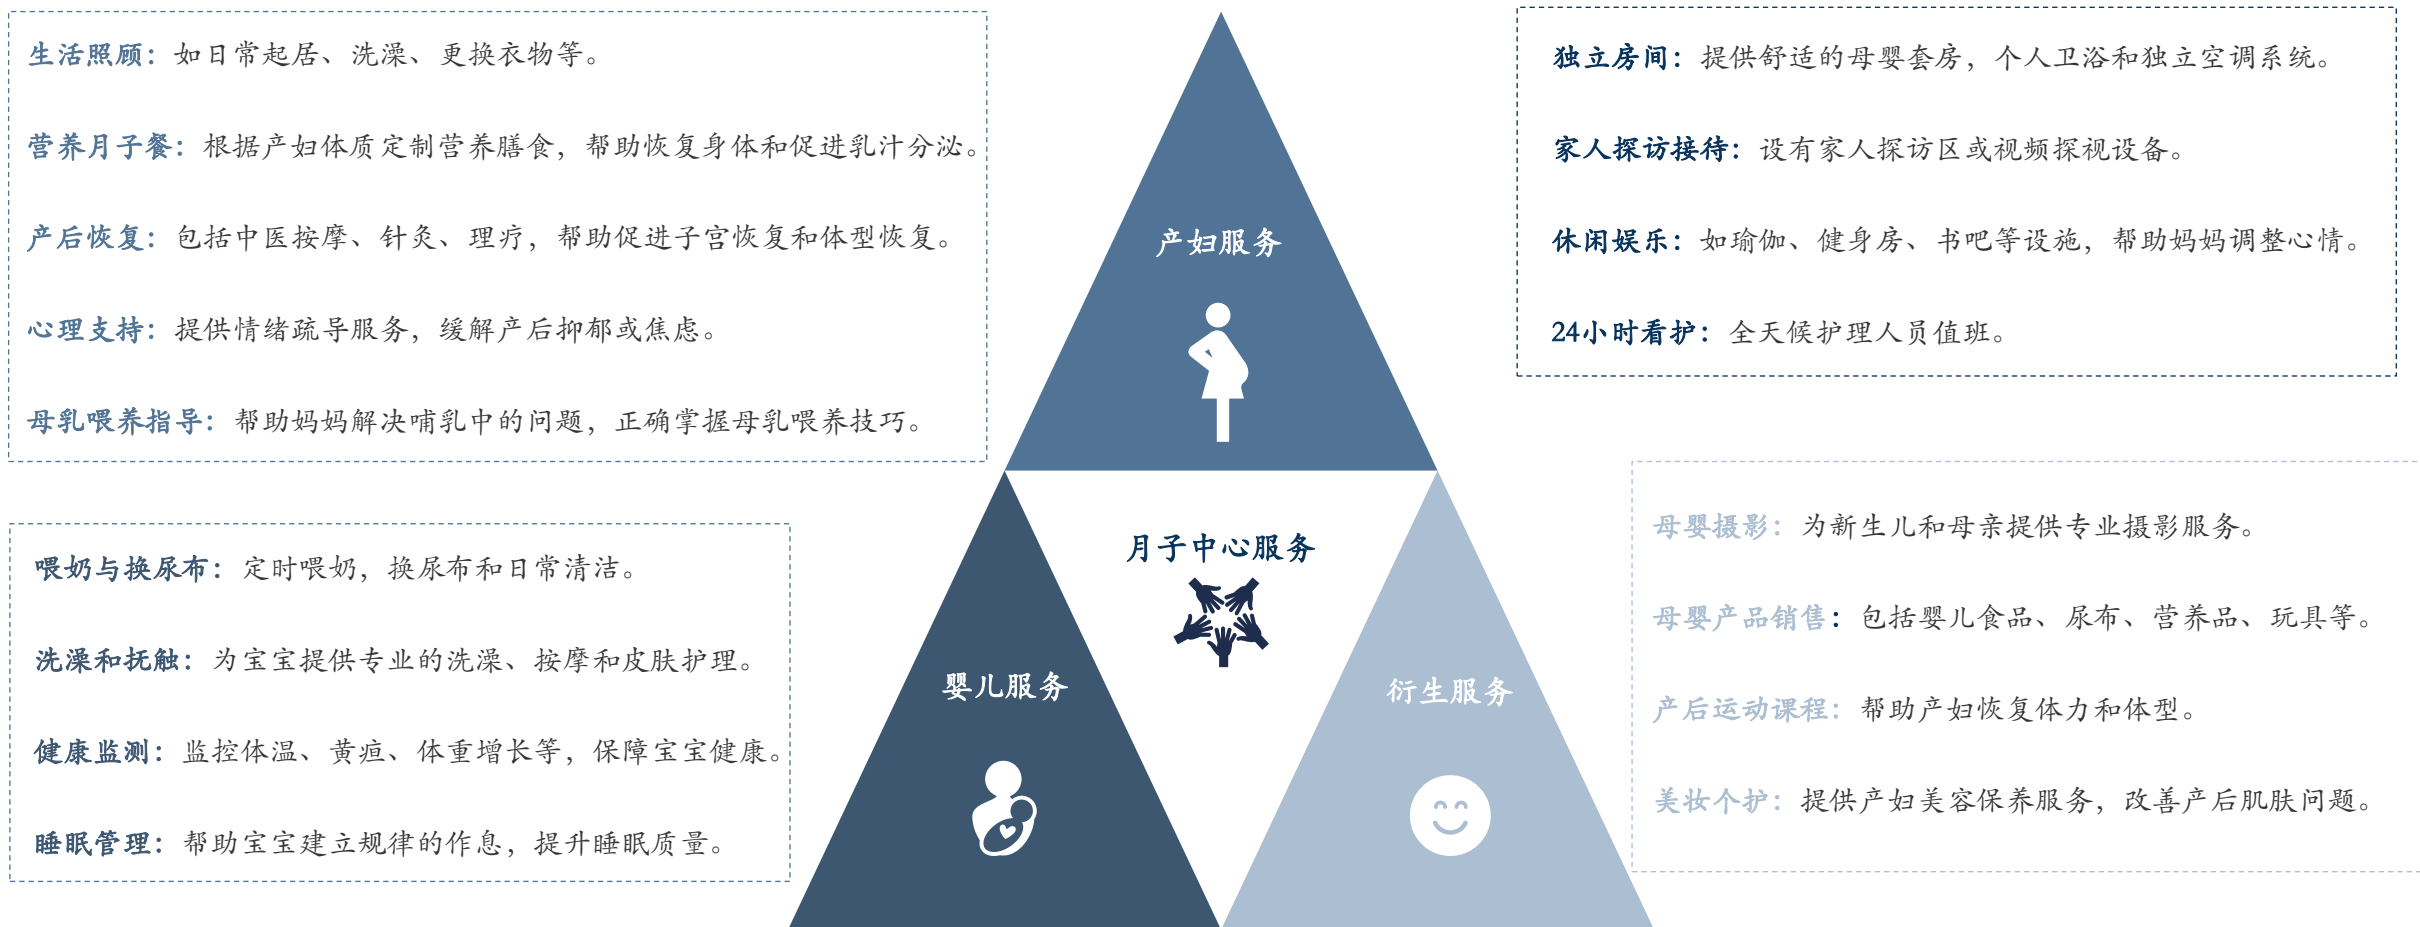 生活照顾：如日常起居、洗澡、更换衣物等。
营养月子餐：根据产妇体质定制营养膳食，帮助恢复身体和促进乳汁分泌。
产后恢复：包括中医按摩、针灸、理疗，帮助促进子宫恢复和体型恢复。
心理支持：提供情绪疏导服务，缓解产后抑郁或焦虑。
母乳喂养指导：帮助妈妈解决哺乳中的问题，正确掌握母乳喂养技巧。
产妇服务
独立房间：提供舒适的母婴套房，个人卫浴和独立空调系统。
家人探访接待：设有家人探访区或视频探视设备。
休闲娱乐：如瑜伽、健身房、书吧等设施，帮助妈妈调整心情。
24小时看护：全天候护理人员值班。
喂奶与换尿布：定时喂奶，换尿布和日常清洁。
洗澡和抚触：为宝宝提供专业的洗澡、按摩和皮肤护理。
健康监测：监控体温、黄疸、体重增长等，保障宝宝健康。
睡眠管理：帮助宝宝建立规律的作息，提升睡眠质量。
婴儿服务
月子中心服务
衍生服务
母婴摄影：为新生儿和母亲提供专业摄影服务。
母婴产品销售：包括婴儿食品、尿布、营养品、玩具等。
产后运动课程：帮助产妇恢复体力和体型。
美妆个护：提供产妇美容保养服务，改善产后肌肤问题。